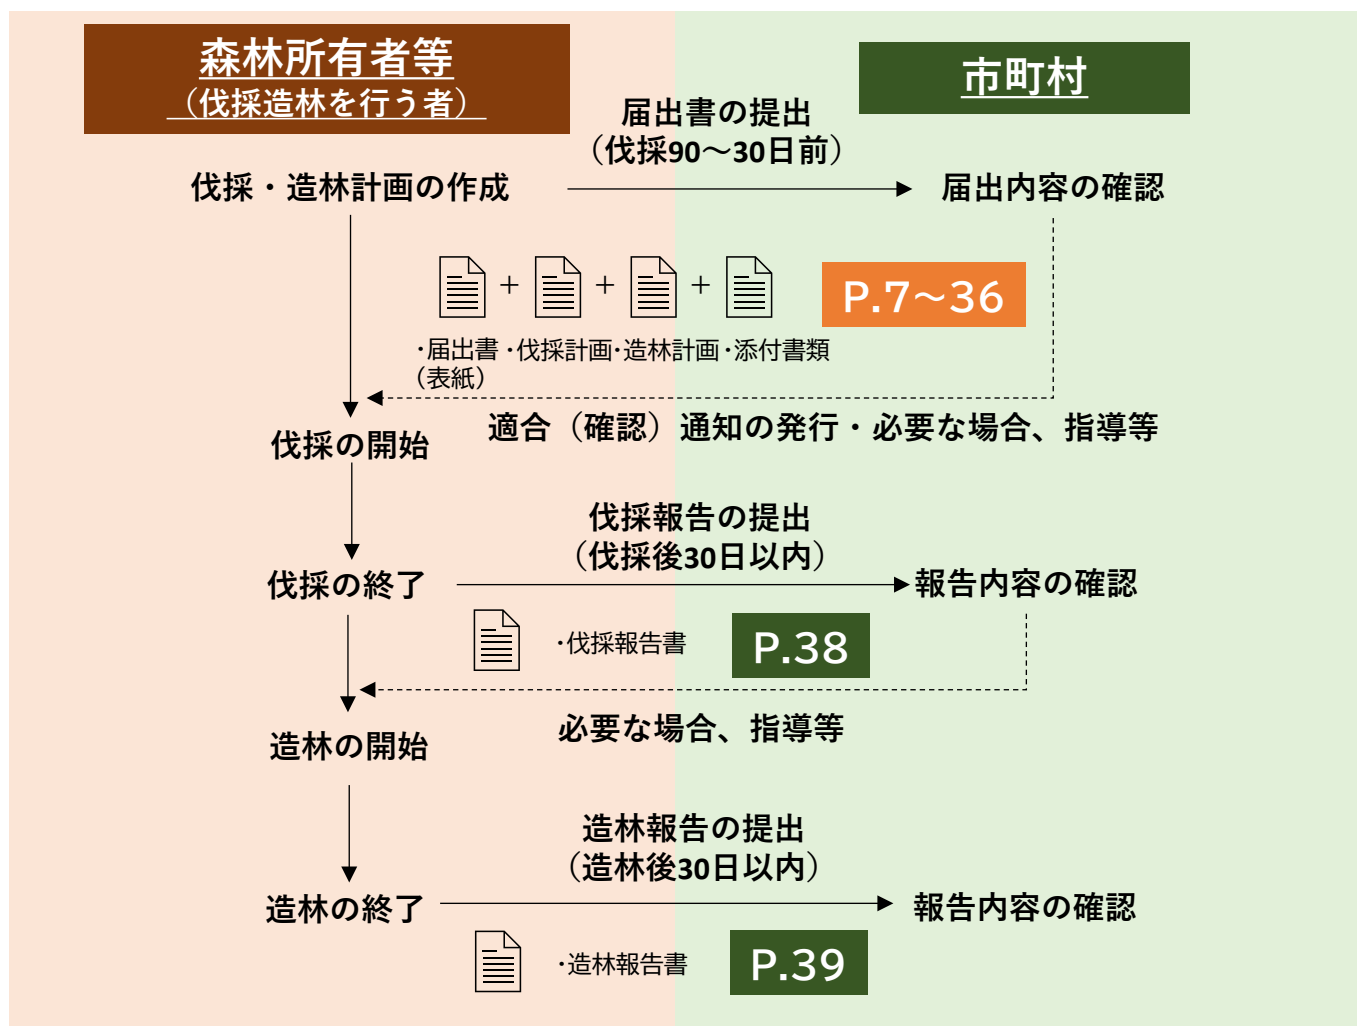 森林所有者等
（伐採造林を行う者）
市町村
届出書の提出
（伐採90～30日前）
伐採・造林計画の作成
届出内容の確認
＋ ＋ ＋
P.7～36
・届出書 ・伐採計画 ・造林計画 ・添付書類
（表紙）
適合（確認）通知の発行・必要な場合、指導等
伐採の開始
伐採報告の提出
（伐採後30日以内）
伐採の終了
報告内容の確認
・伐採報告書
P.38
必要な場合、指導等
造林の開始
造林報告の提出
（造林後30日以内）
造林の終了
報告内容の確認
・造林報告書
P.39